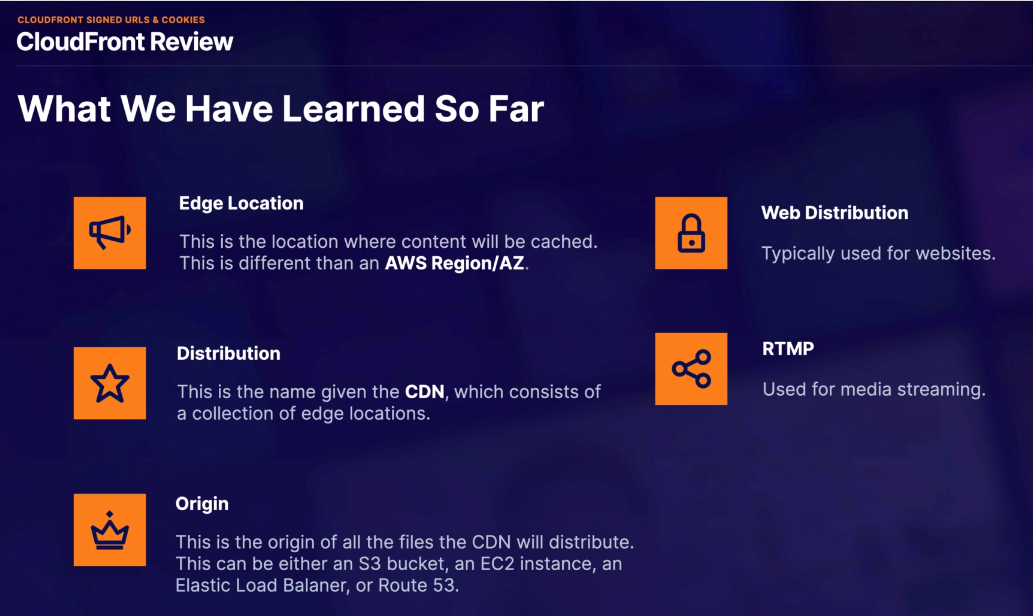 CLOUDFRONT SIGNED URLS & COOKIES
CloudFront Review
What We Have Learned So Far
Edge Location
This is the location where content will be cached.
This is different than an AWS Region/AZ.
Distribution
This is the name given the CDN, which consists of
a collection of edge locations.
Origin
This is the origin of all the files the CDN will distribute.
This can be either an S3 bucket, an EC2 instance, an
Elastic Load Balaner, or Route 53.
Web Distribution
Typically used for websites.
RTMP
Used for media streaming.